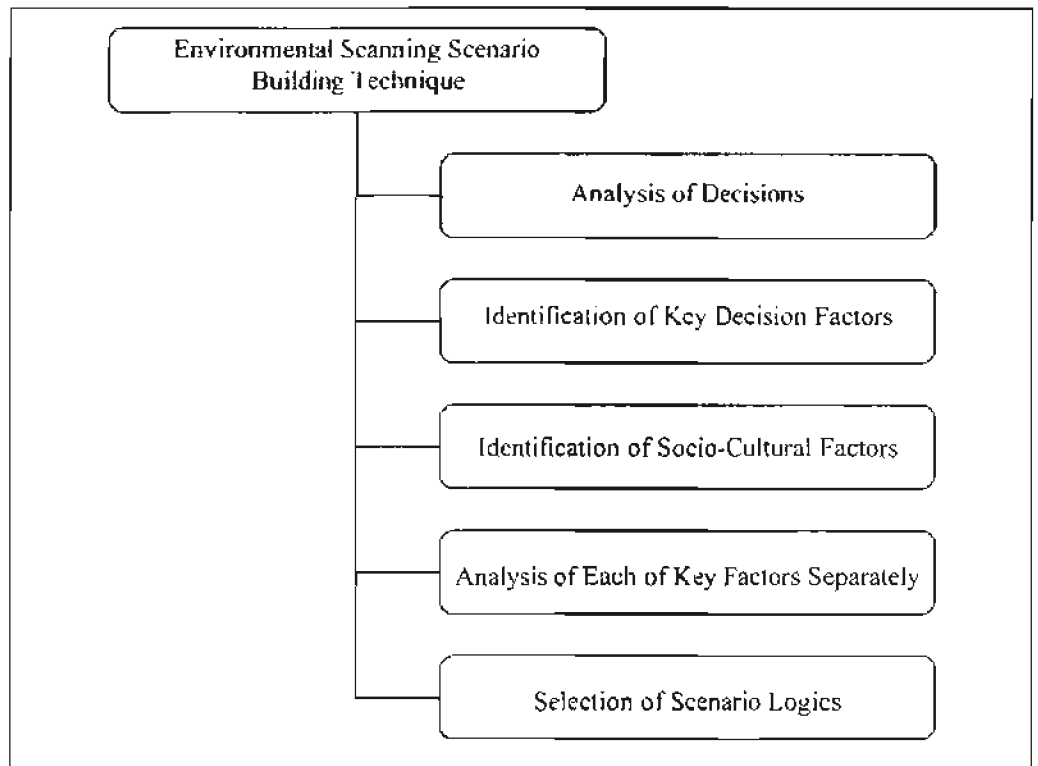 Environmental Scanning Scenario
Building Technique
Analysis of Decisions
Identification of Key Decision Factors
Identification of Socio-Cultural Factors
Analysis of Each of Key Factors Separately
Selection of Scenario Logics